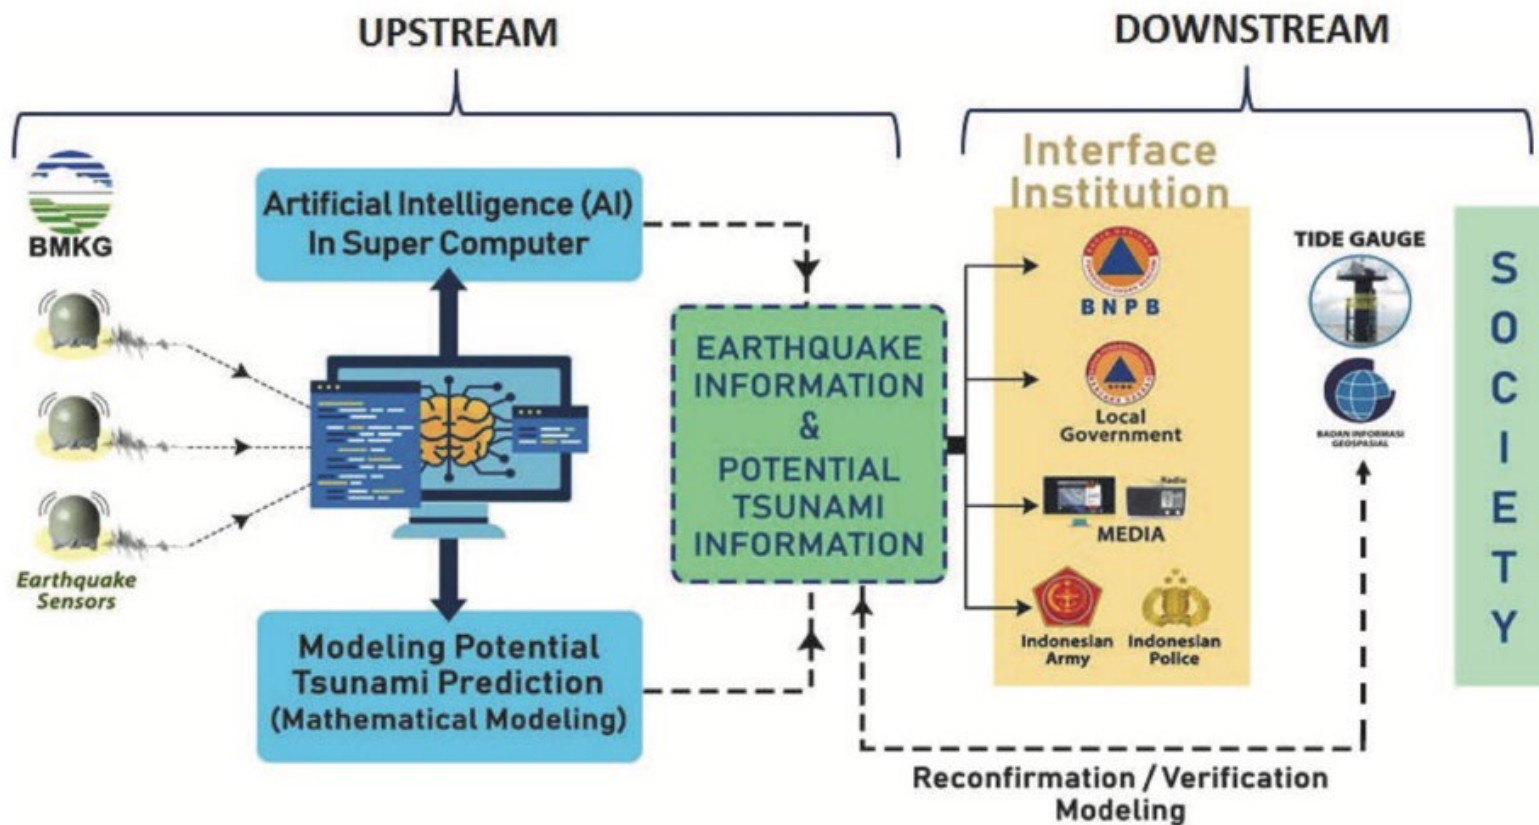 UPSTREAM
DOWNSTREAM
BMKG
Earthquake
Sensors
Artificial Intelligence (AI)
In Super Computer
Modeling Potential
Tsunami Prediction
(Mathematical Modeling)
EARTHQUAKE
INFORMATION
&
POTENTIAL
TSUNAMI
INFORMATION
Interface
Institution
BNPB
Local
Government
Radio
MEDIA
Indonesian
Army
Indonesian
Police
TIDE GAUGE
BADAN INFORMASI
GEOSPASIAL
SOCIETY
Reconfirmation / Verification
Modeling